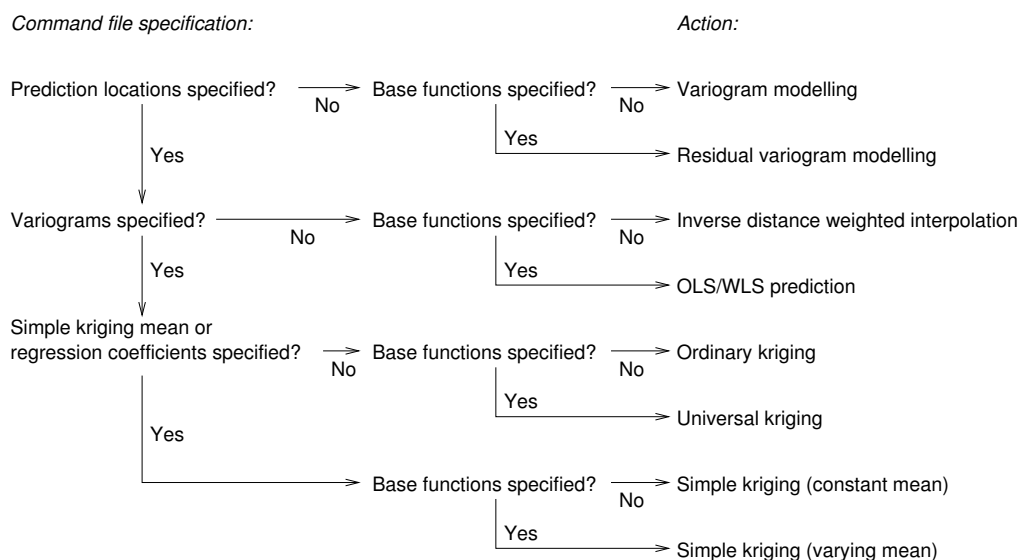 Command file specification: Action:
Prediction locations specified? No Base functions specified? No Variogram modelling
Yes Yes Residual variogram modelling
Variograms specified? No Base functions specified? No Inverse distance weighted interpolation
Yes Yes OLS/WLS prediction
Simple kriging mean or
regression coefficients specified? No Base functions specified? No Ordinary kriging
Yes Yes Universal kriging
Base functions specified? No Simple kriging (constant mean)
Yes Simple kriging (varying mean)